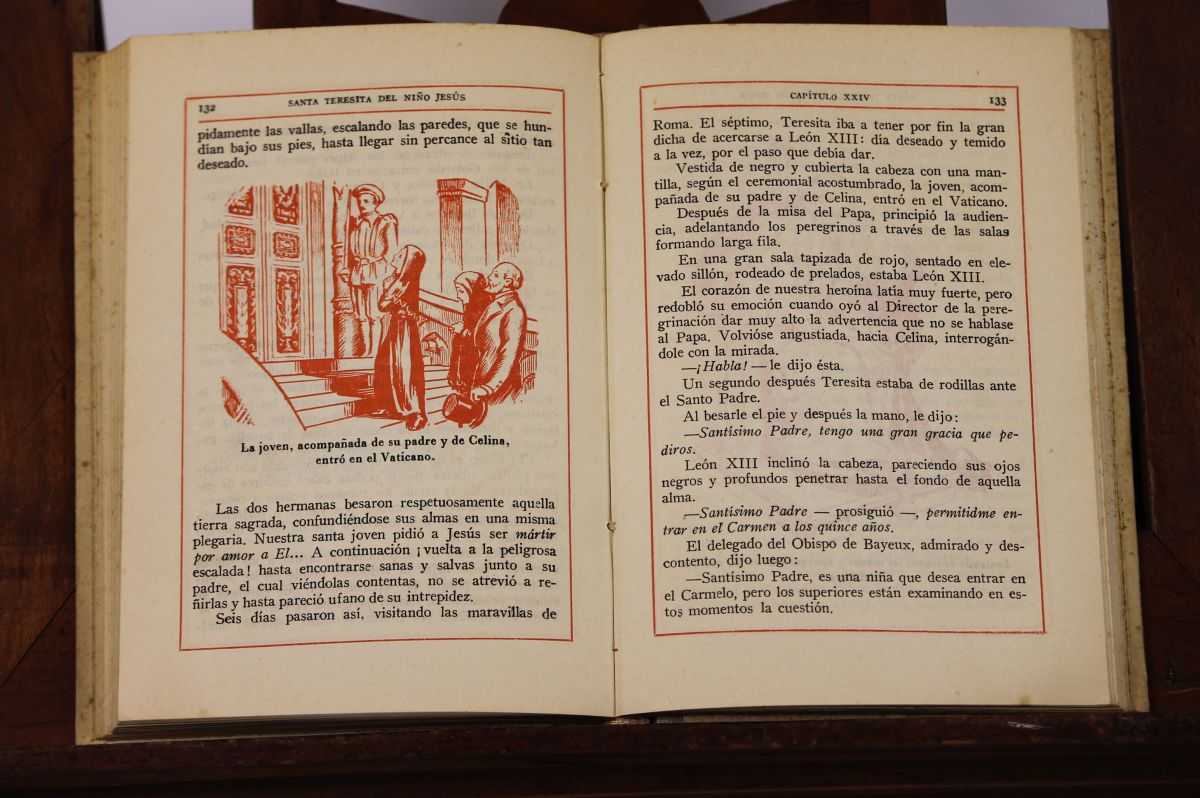 132
SANTA TERESITA DEL NIÑO JESÚS
pidamente las vallas, escalando las paredes, que se hun-
dían bajo sus pies, hasta llegar sin percance al sitio tan
deseado.
La joven, acompañada de su padre y de Celina,
entró en el Vaticano.
Las dos hermanas besaron respetuosamente aquella
tierra sagrada, confundiéndose sus almas en una misma
plegaria. Nuestra santa joven pidió a Jesús ser mártir
por amor a El... A continuación ¡vuelta a la peligrosa
escalada! hasta encontrarse sanas y salvas junto a su
padre, el cual viéndolas contentas, no se atrevió a re-
ñirlas y hasta pareció ufano de su intrepidez.
Seis días pasaron así, visitando las maravillas de
CAPÍTULO XXIV
133
Roma. El séptimo, Teresita iba a tener por fin la gran
dicha de acercarse a León XIII: día deseado y temido
a la vez, por el paso que debía dar.
Vestida de negro y cubierta la cabeza con una man-
tilla, según el ceremonial acostumbrado, la joven, acom-
pañada de su padre y de Celina, entró en el Vaticano.
Después de la misa del Papa, principió la audien-
cia, adelantando los peregrinos a través de las salas
formando larga fila.
En una gran sala tapizada de rojo, sentado en ele-
vado sillón, rodeado de prelados, estaba León XIII.
El corazón de nuestra heroína latía muy fuerte, pero
redobló su emoción cuando oyó al Director de la pere-
grinación dar muy alto la advertencia que no se hablase
al Papa. Volvióse angustiada, hacia Celina, interrogán-
dole con la mirada.
—¡Habla! — le dijo ésta.
Un segundo después Teresita estaba de rodillas ante
el Santo Padre.
Al besarle el pie y después la mano, le dijo:
—Santísimo Padre, tengo una gran gracia que pe-
diros.
León XIII inclinó la cabeza, pareciendo sus ojos
negros y profundos penetrar hasta el fondo de aquella
alma.
—Santísimo Padre — prosiguió —, permitidme en-
trar en el Carmen a los quince años.
El delegado del Obispo de Bayeux, admirado y des-
contento, dijo luego:
—Santísimo Padre, es una niña que desea entrar en
el Carmelo, pero los superiores están examinando en es-
tos momentos la cuestión.